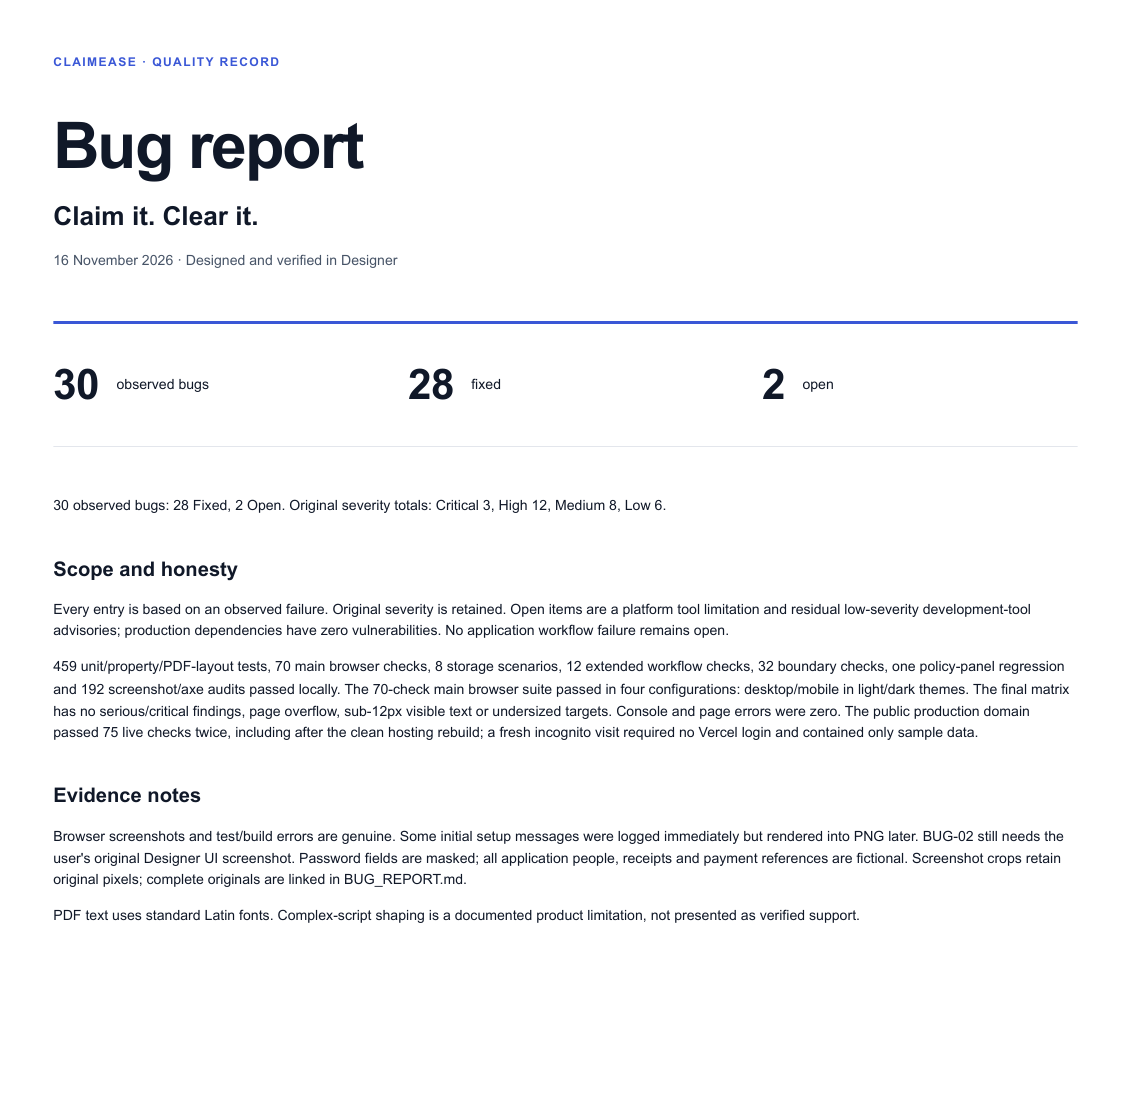 CLAIMEASE · QUALITY RECORD
Bug report
Claim it. Clear it.
16 November 2026 · Designed and verified in Designer
30 observed bugs
28 fixed
2 open
30 observed bugs: 28 Fixed, 2 Open. Original severity totals: Critical 3, High 12, Medium 8, Low 6.
Scope and honesty
Every entry is based on an observed failure. Original severity is retained. Open items are a platform tool limitation and residual low-severity development-tool
advisories; production dependencies have zero vulnerabilities. No application workflow failure remains open.
459 unit/property/PDF-layout tests, 70 main browser checks, 8 storage scenarios, 12 extended workflow checks, 32 boundary checks, one policy-panel regression
and 192 screenshot/axe audits passed locally. The 70-check main browser suite passed in four configurations: desktop/mobile in light/dark themes. The final matrix
has no serious/critical findings, page overflow, sub-12px visible text or undersized targets. Console and page errors were zero. The public production domain
passed 75 live checks twice, including after the clean hosting rebuild; a fresh incognito visit required no Vercel login and contained only sample data.
Evidence notes
Browser screenshots and test/build errors are genuine. Some initial setup messages were logged immediately but rendered into PNG later. BUG-02 still needs the
user's original Designer UI screenshot. Password fields are masked; all application people, receipts and payment references are fictional. Screenshot crops retain
original pixels; complete originals are linked in BUG_REPORT.md.
PDF text uses standard Latin fonts. Complex-script shaping is a documented product limitation, not presented as verified support.